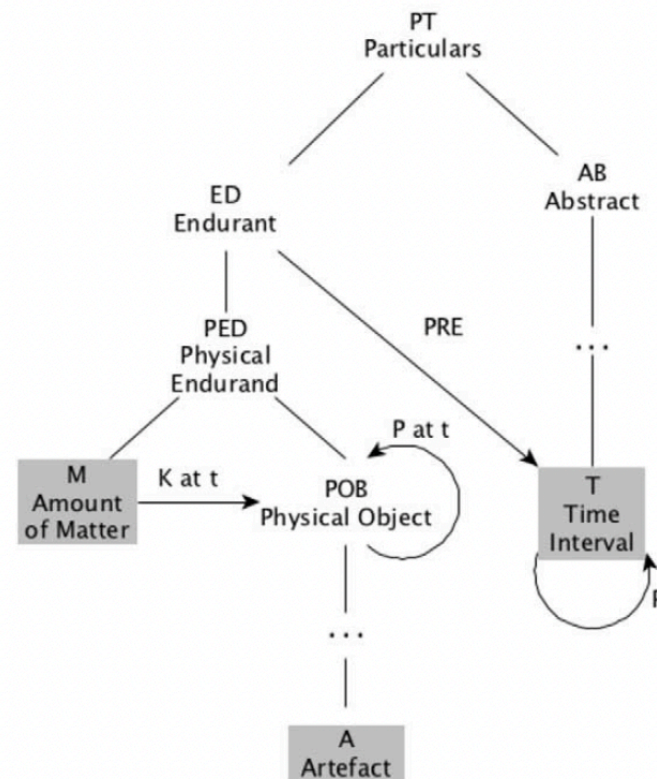 PT
Particulars
AB
Abstract
ED
Endurant
PRE
PED
Physical
Endurand
...
P at t
M
Amount
of Matter
K at t
POB
Physical Object
T
Time
Interval
...
A
Artefact